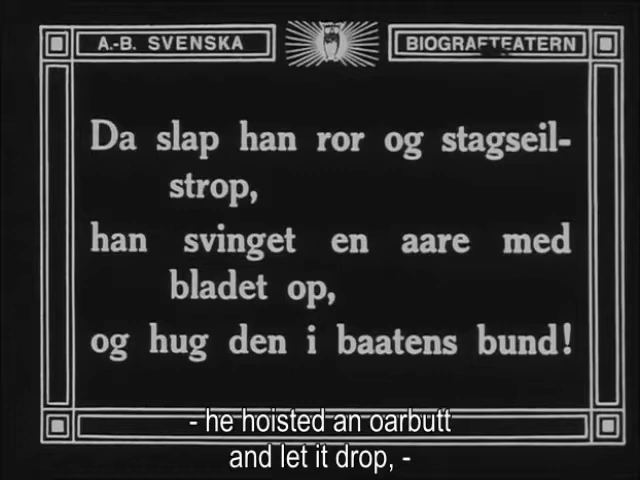 A.-B. SVENSKA BIOGRAFTEATERN
Da slap han ror og stagseil-
strop,
han svinget en aare med
bladet op,
og hug den i baatens bund!
- he hoisted an oarbutt
and let it drop, -